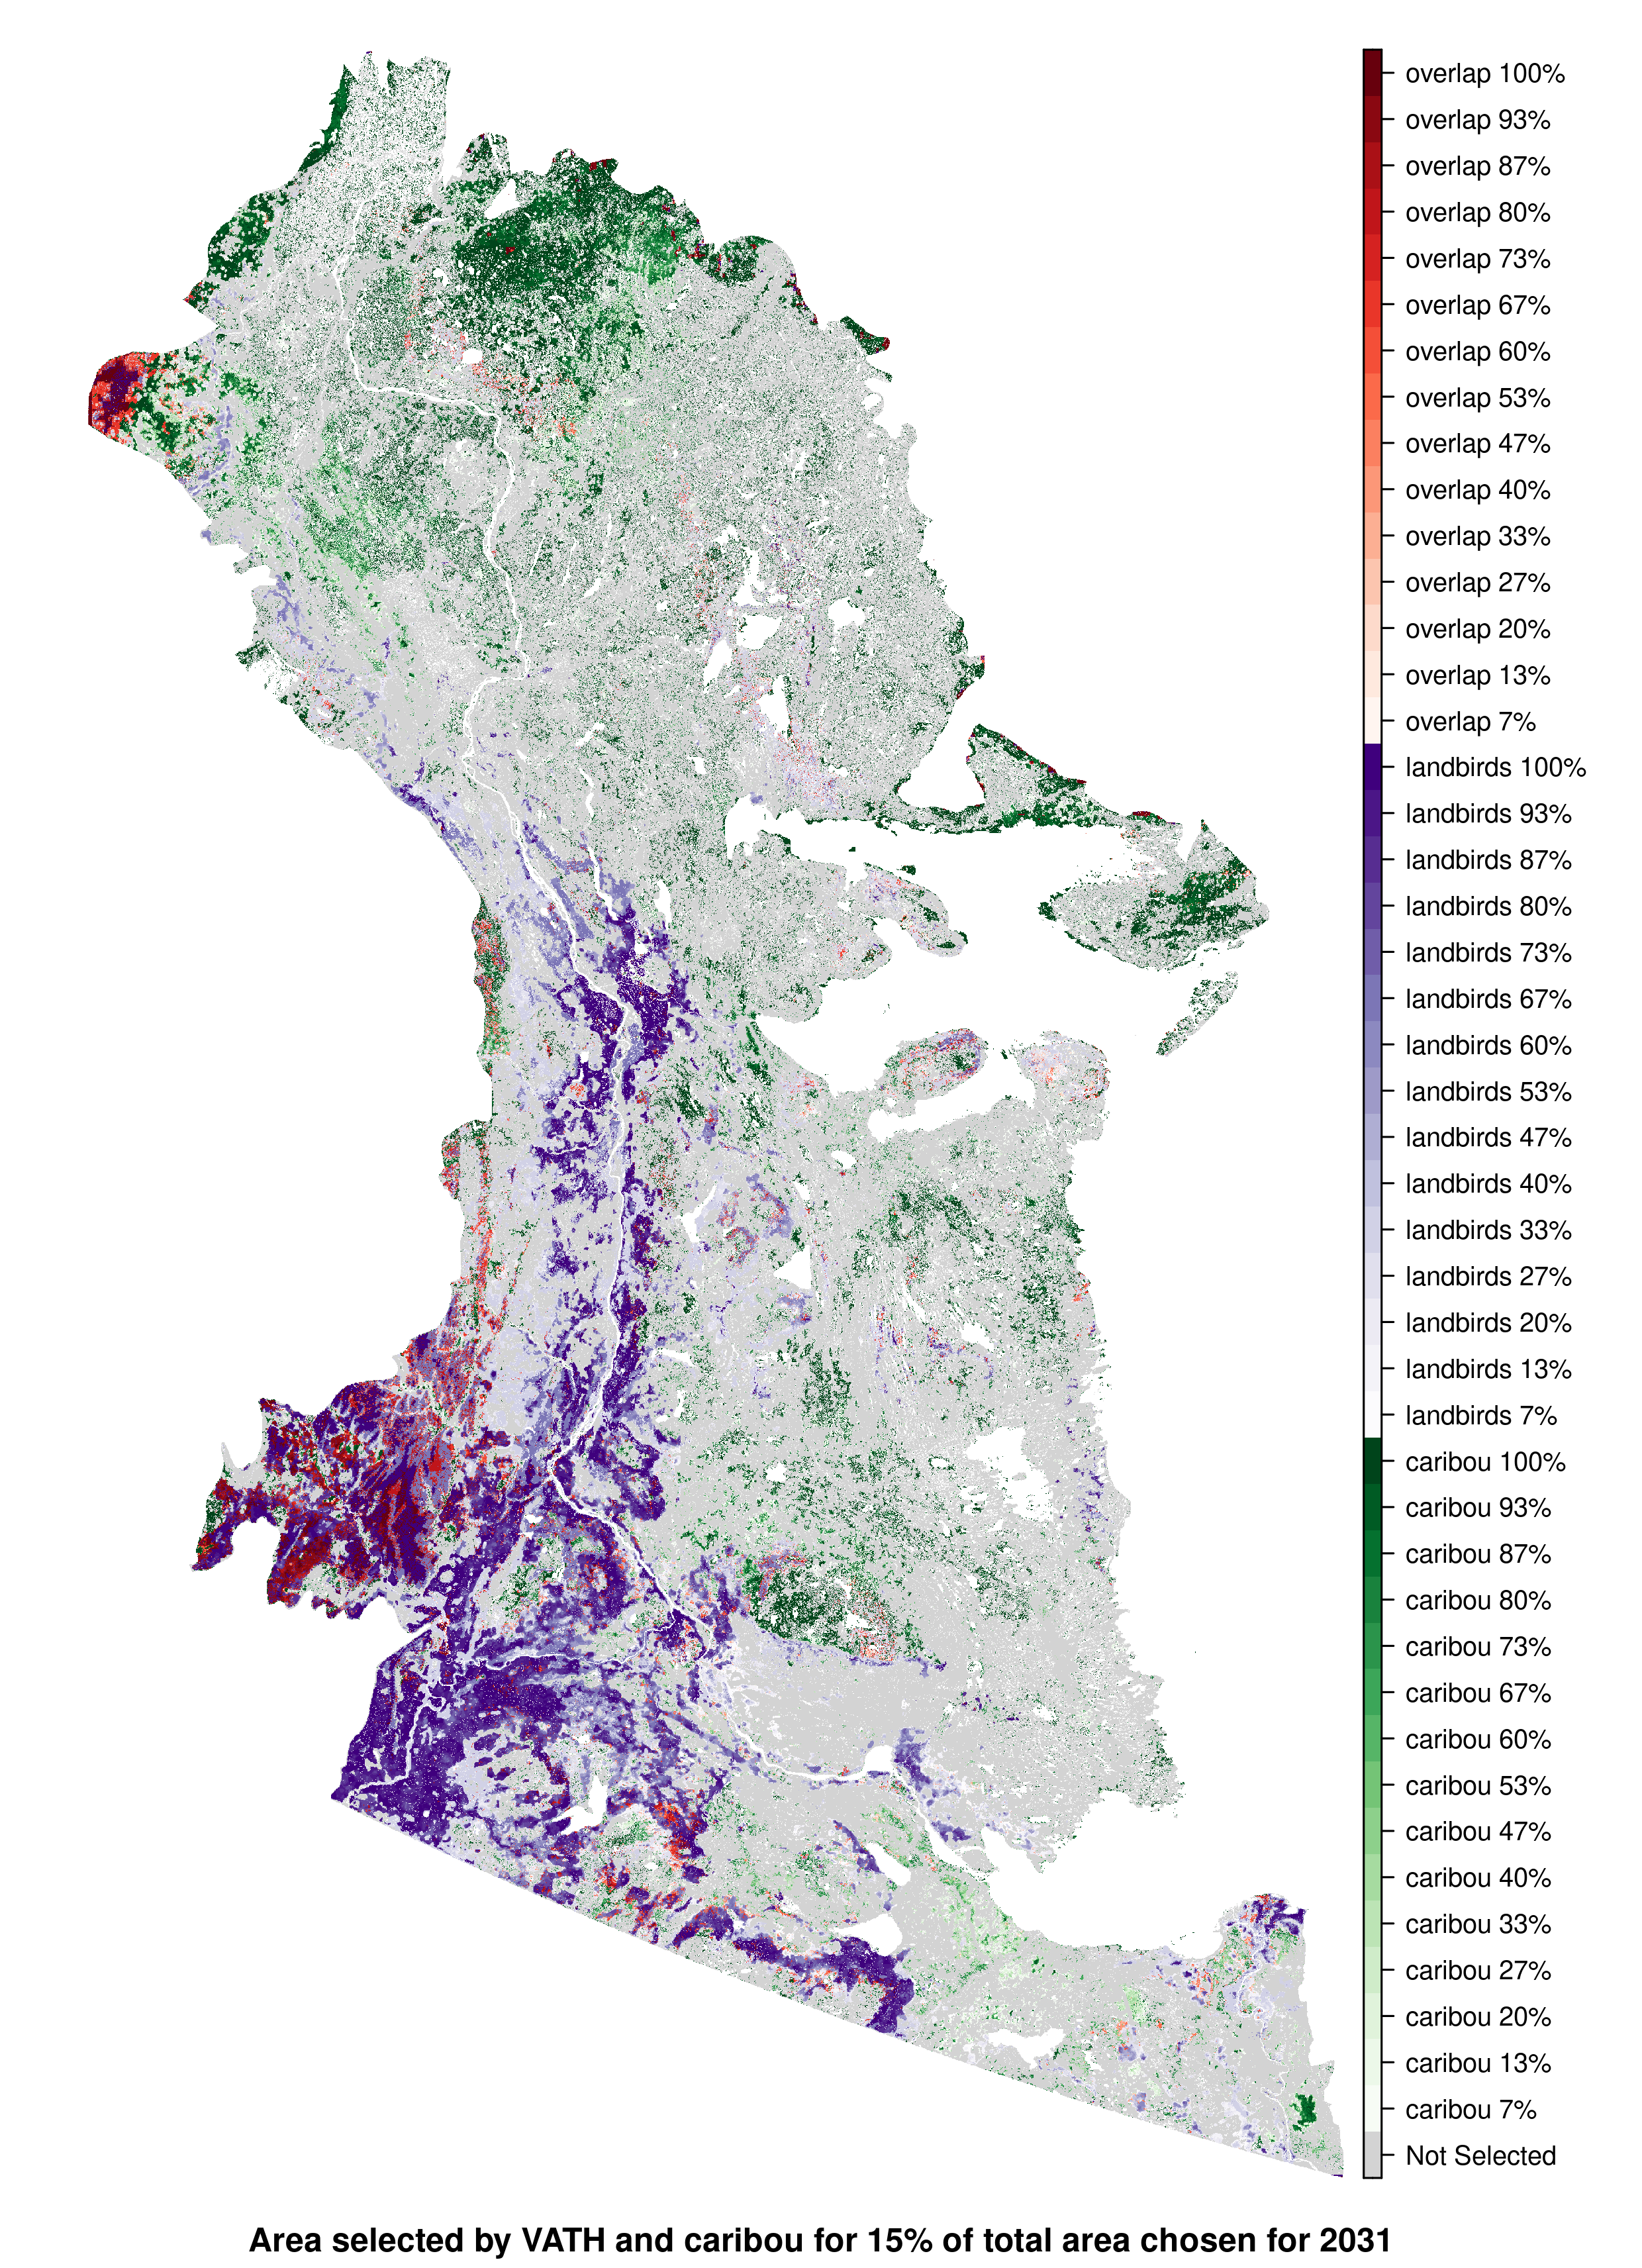 overlap 100%
overlap 93%
overlap 87%
overlap 80%
overlap 73%
overlap 67%
overlap 60%
overlap 53%
overlap 47%
overlap 40%
overlap 33%
overlap 27%
overlap 20%
overlap 13%
overlap 7%
landbirds 100%
landbirds 93%
landbirds 87%
landbirds 80%
landbirds 73%
landbirds 67%
landbirds 60%
landbirds 53%
landbirds 47%
landbirds 40%
landbirds 33%
landbirds 27%
landbirds 20%
landbirds 13%
landbirds 7%
caribou 100%
caribou 93%
caribou 87%
caribou 80%
caribou 73%
caribou 67%
caribou 60%
caribou 53%
caribou 47%
caribou 40%
caribou 33%
caribou 27%
caribou 20%
caribou 13%
caribou 7%
Not Selected
Area selected by VATH and caribou for 15% of total area chosen for 2031